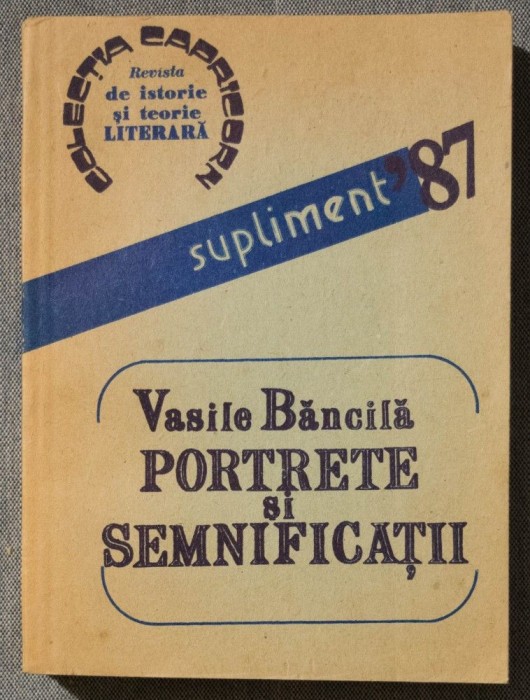 COLECȚIA CAPRICORN
Revista
de istorie
și teorie
LITERARĂ
supliment '87
Vasile Băncilă
PORTRETE
și
SEMNIFICAȚII